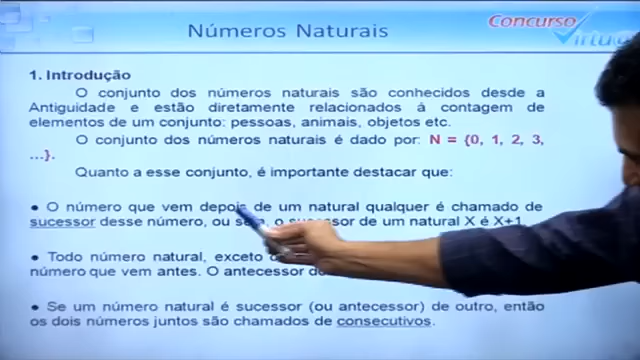 Números Naturais
Concurso
Virtual
1. Introdução
O conjunto dos números naturais são conhecidos desde a
Antiguidade e estão diretamente relacionados à contagem de
elementos de um conjunto: pessoas, animais, objetos etc.
O conjunto dos números naturais é dado por: N = {0, 1, 2, 3,
...}.
Quanto a esse conjunto, é importante destacar que:
● O número que vem depois de um natural qualquer é chamado de
sucessor desse número, ou seja, o sucessor de um natural X é X+1.
● Todo número natural, exceto o
número que vem antes. O antecessor
● Se um número natural é sucessor (ou antecessor) de outro, então
os dois números juntos são chamados de consecutivos.